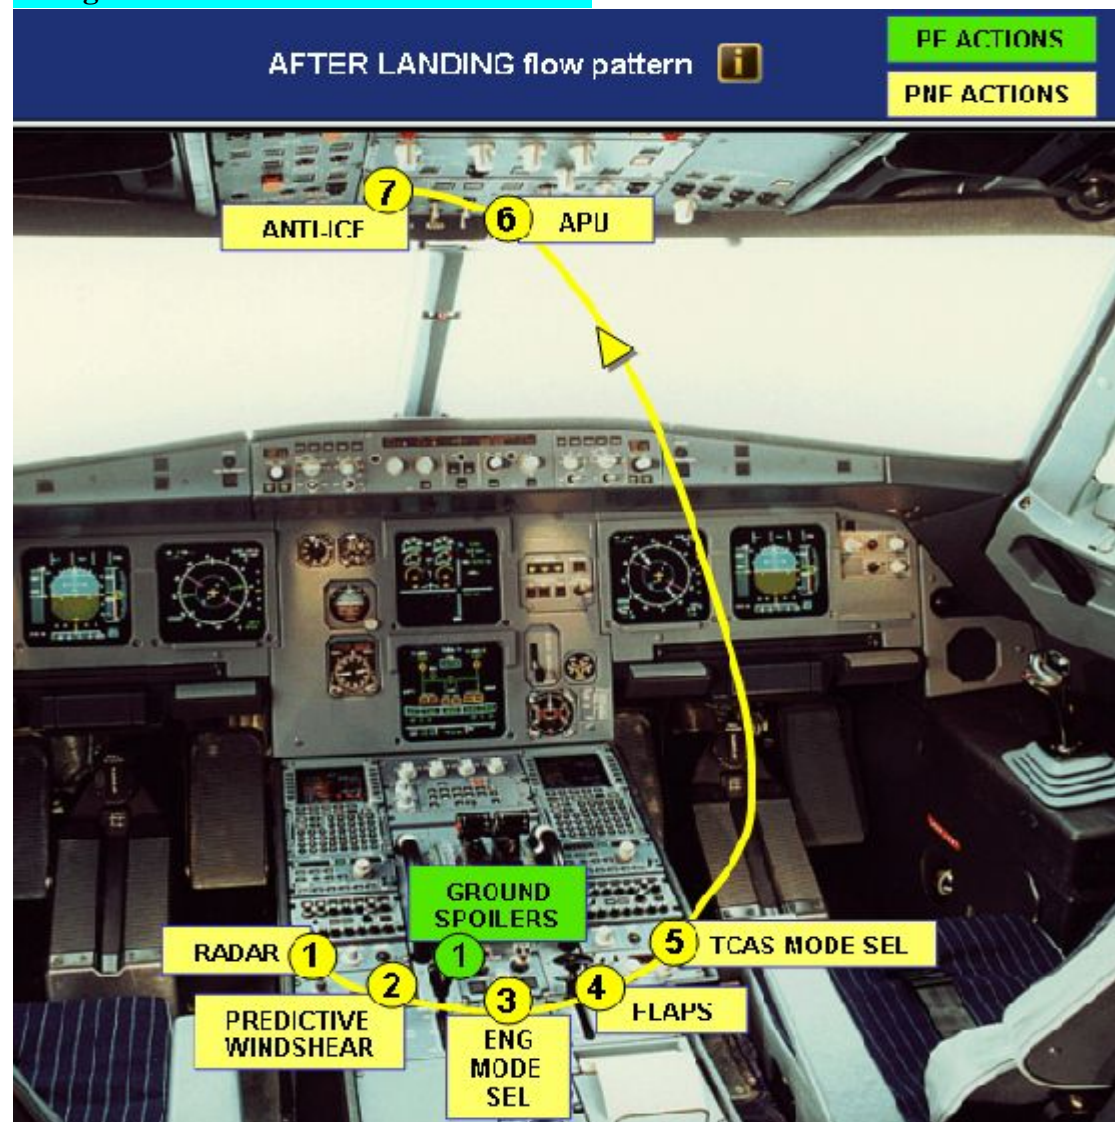 AFTER LANDING flow pattern
i
PF ACTIONS
PNF ACTIONS
7
ANTI-ICE
6
APU
GROUND
SPOILERS
1
RADAR
1
2
PREDICTIVE
WINDSHEAR
3
ENG
MODE
SEL
4
FLAPS
5
TCAS MODE SEL